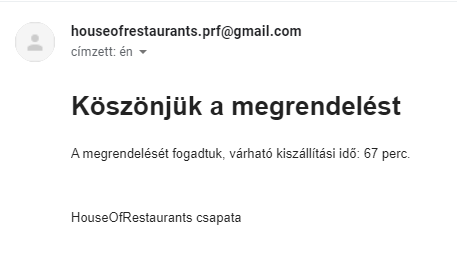 houseofrestaurants.prf@gmail.com
címzett: én
Köszönjük a megrendelést
A megrendelését fogadtuk, várható kiszállítási idő: 67 perc.
HouseOfRestaurants csapata